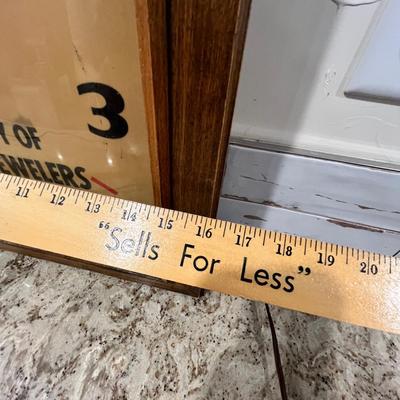 3
Y OF
EWELERS
11 12 13 14 15 16 17 18 19 20
"Sells For Less"